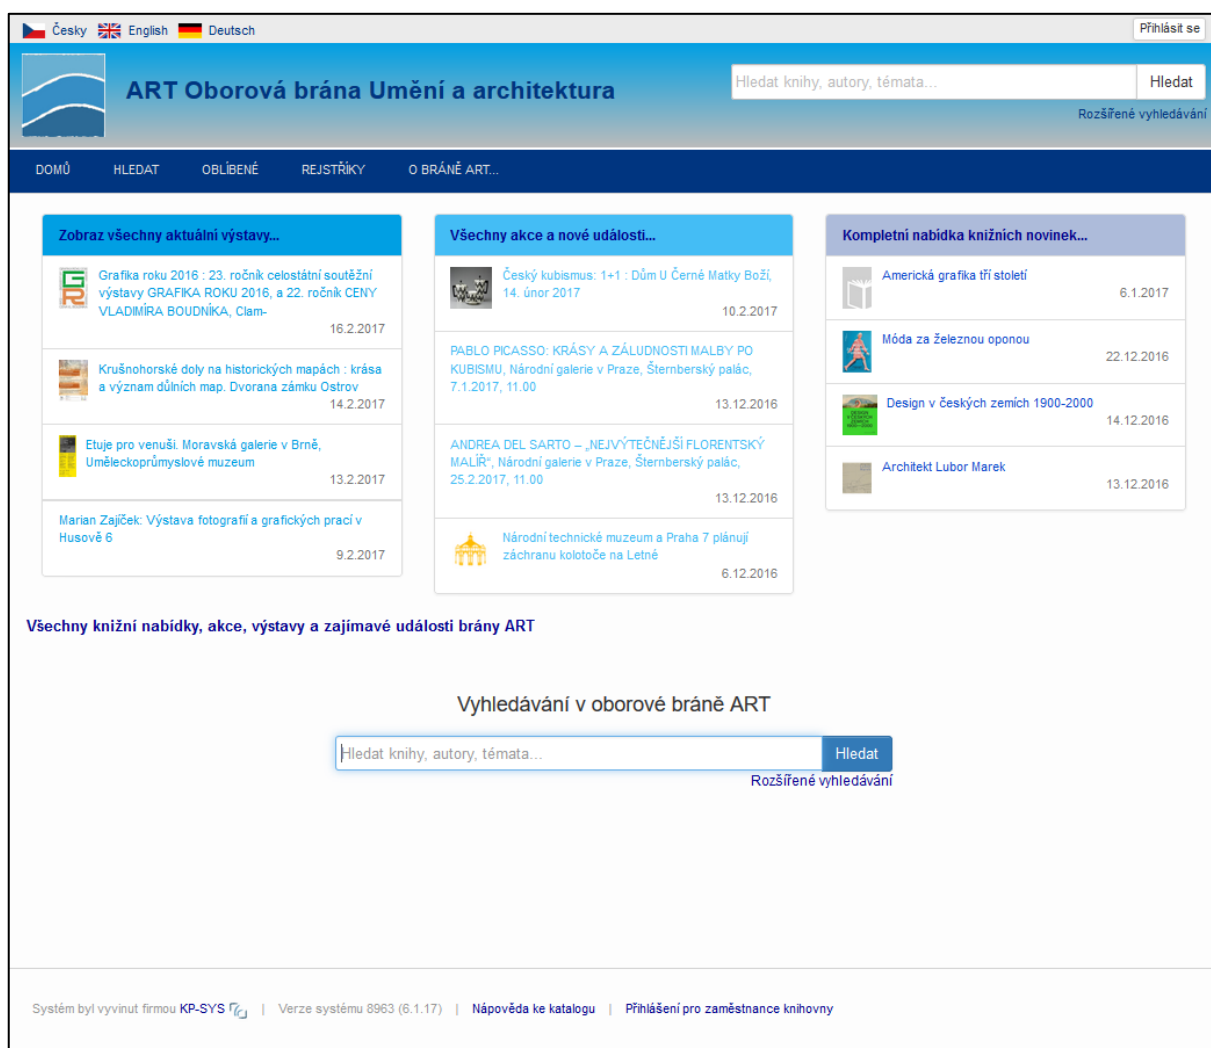 Česky English Deutsch Přihlásit se
ART Oborová brána Umění a architektura
Hledat knihy, autory, témata... Hledat
Rozšířené vyhledávání
DOMŮ HLEDAT OBLÍBENÉ REJSTŘÍKY O BRÁNĚ ART...
Zobraz všechny aktuální výstavy...
Grafika roku 2016 : 23. ročník celostátní soutěžní
výstavy GRAFIKA ROKU 2016, a 22. ročník CENY
VLADIMÍRA BOUDNÍKA, Clam-
16.2.2017
Krušnohorské doly na historických mapách : krása
a význam důlních map. Dvorana zámku Ostrov
14.2.2017
Etuje pro venuši. Moravská galerie v Brně,
Uměleckoprůmyslové muzeum
13.2.2017
Marian Zajíček: Výstava fotografií a grafických prací v
Husově 6
9.2.2017
Všechny akce a nové události...
Český kubismus: 1+1 : Dům U Černé Matky Boží,
14. únor 2017
10.2.2017
PABLO PICASSO: KRÁSY A ZÁLUDNOSTI MALBY PO
KUBISMU, Národní galerie v Praze, Šternberský palác,
7.1.2017, 11.00
13.12.2016
ANDREA DEL SARTO – „NEJVÝTEČNĚJŠÍ FLORENTSKÝ
MALÍŘ“, Národní galerie v Praze, Šternberský palác,
25.2.2017, 11.00
13.12.2016
Národní technické muzeum a Praha 7 plánují
záchranu kolotoče na Letné
6.12.2016
Kompletní nabídka knižních novinek...
Americká grafika tří století
6.1.2017
Móda za železnou oponou
22.12.2016
Design v českých zemích 1900-2000
14.12.2016
Architekt Lubor Marek
13.12.2016
Všechny knižní nabídky, akce, výstavy a zajímavé události brány ART
Vyhledávání v oborové bráně ART
Hledat knihy, autory, témata... Hledat
Rozšířené vyhledávání
Systém byl vyvinut firmou KP-SYS | Verze systému 8963 (6.1.17) | Nápověda ke katalogu | Přihlášení pro zaměstnance knihovny